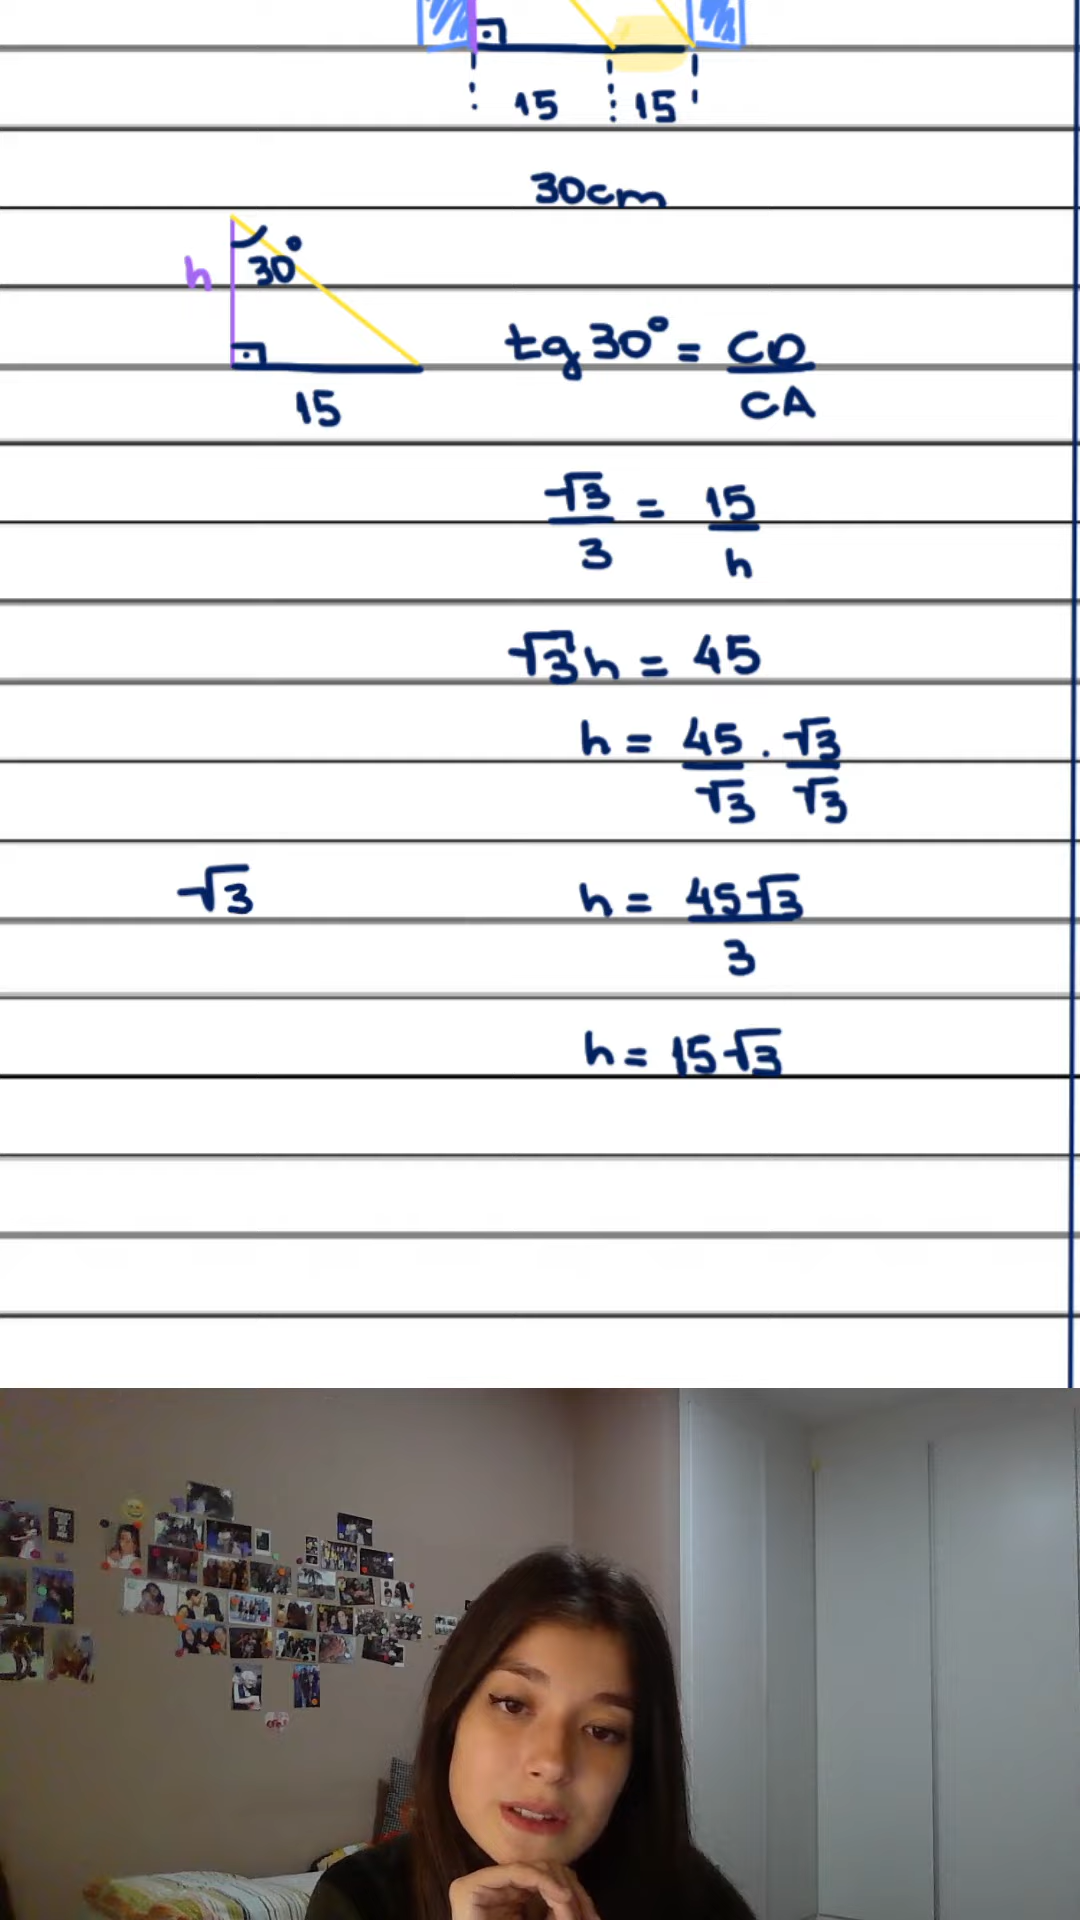 15 15
30cm
h 30°
15
tg 30° = CO/CA
√3/3 = 15/h
√3 h = 45
h = 45/√3 . √3/√3
√3
h = 45√3/3
h = 15√3